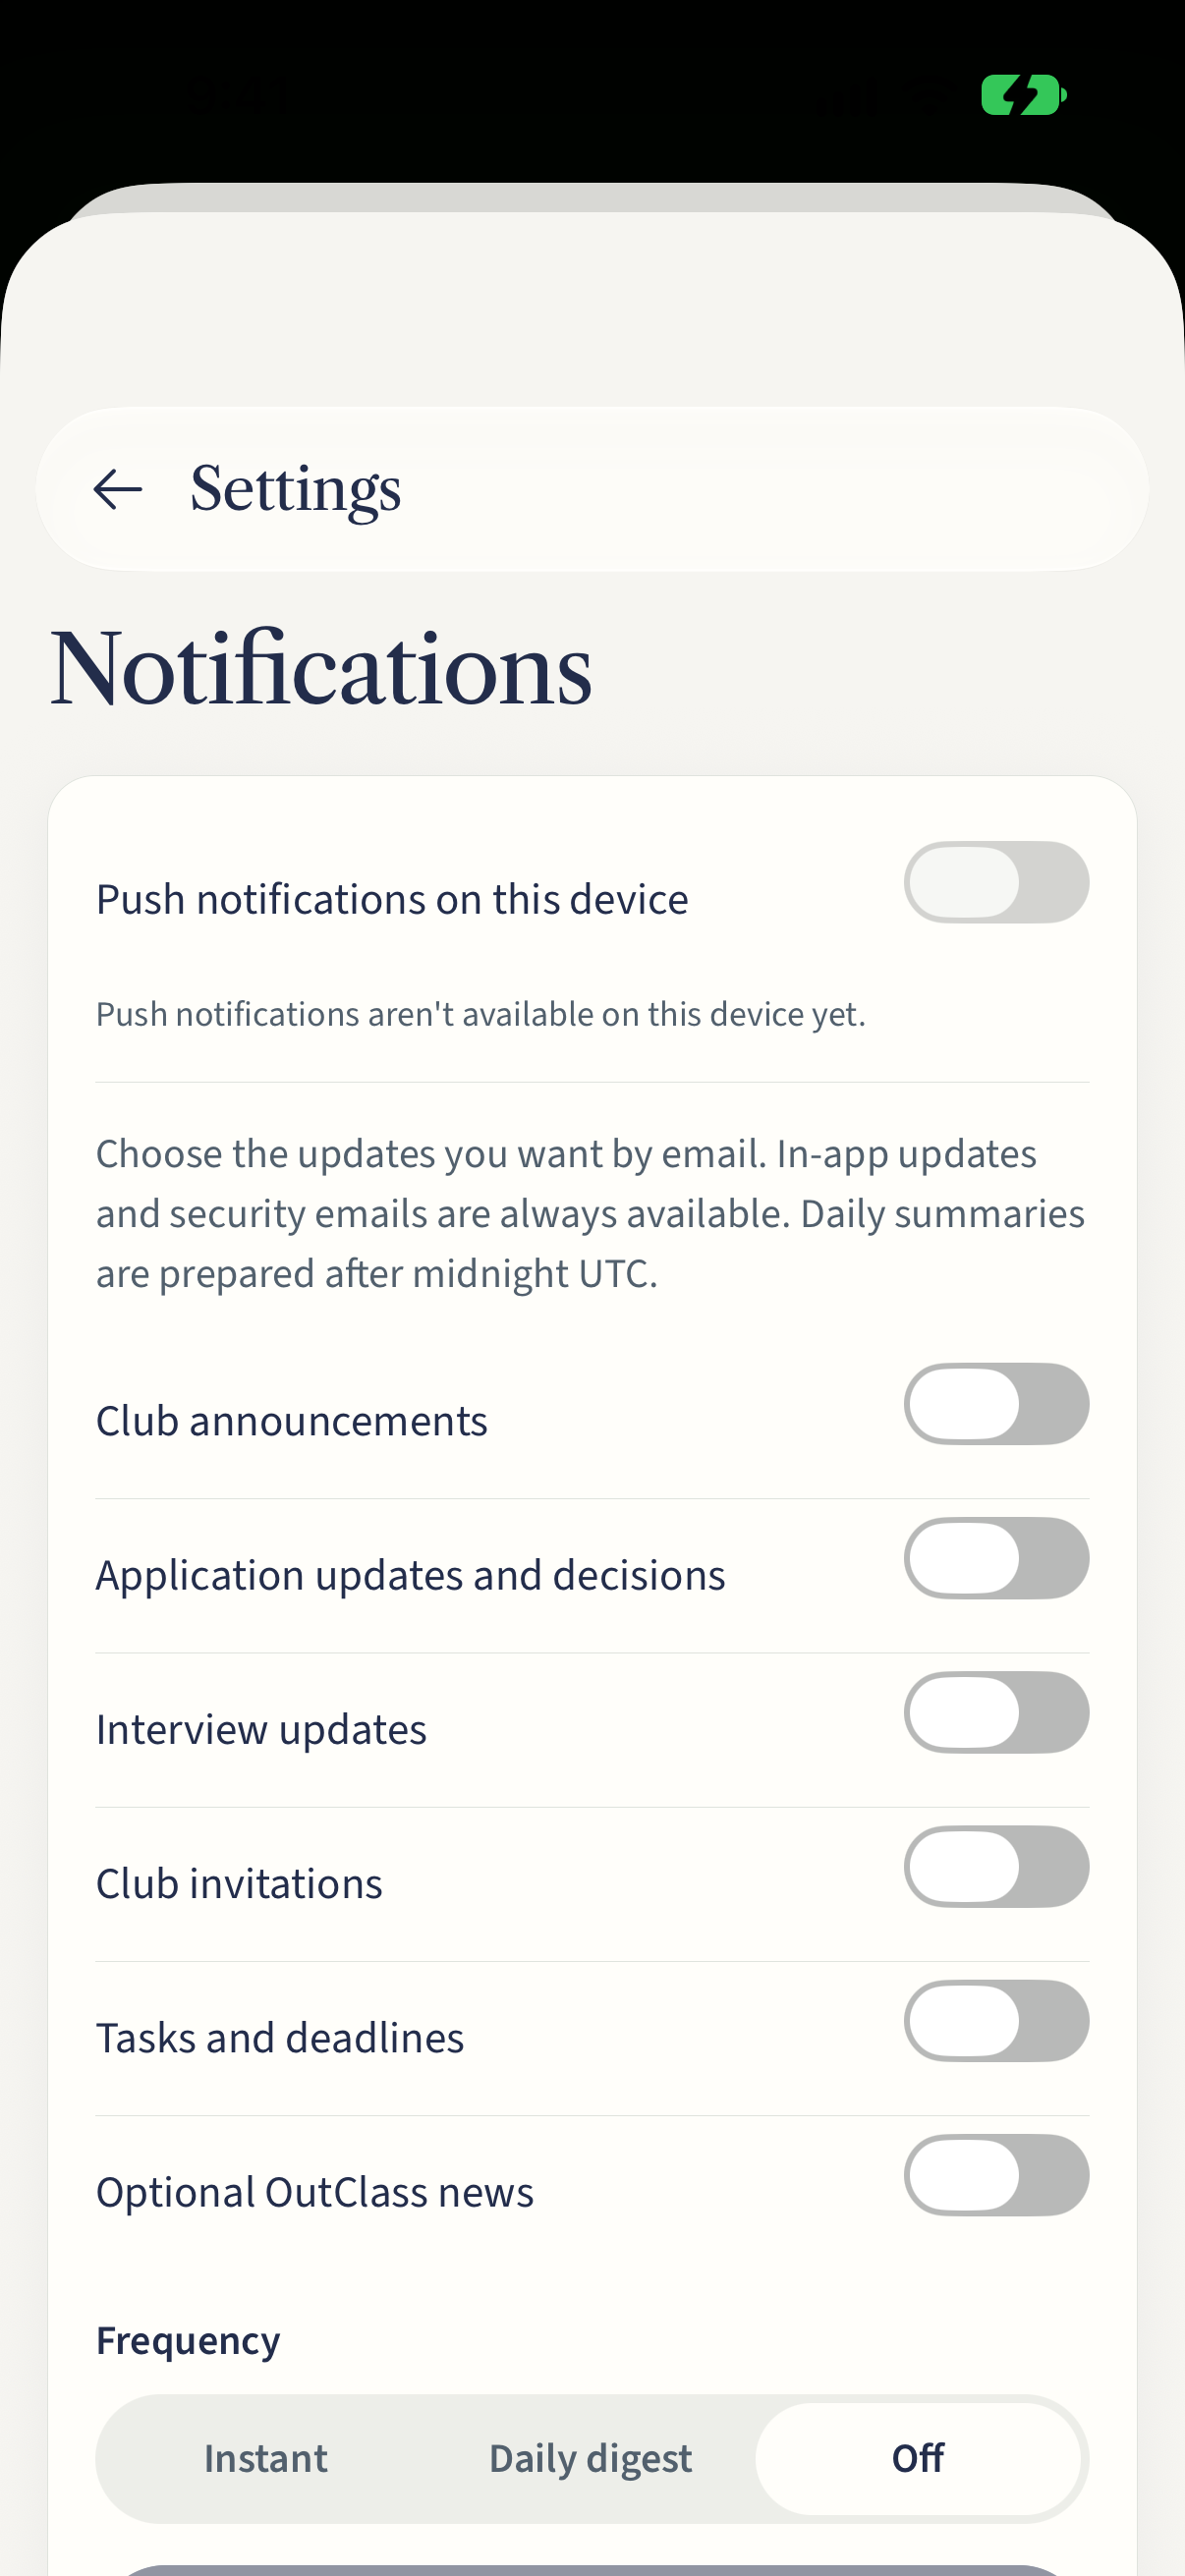 Settings
Notifications
Push notifications on this device
Push notifications aren't available on this device yet.
Choose the updates you want by email. In-app updates
and security emails are always available. Daily summaries
are prepared after midnight UTC.
Club announcements
Application updates and decisions
Interview updates
Club invitations
Tasks and deadlines
Optional OutClass news
Frequency
Instant Daily digest Off